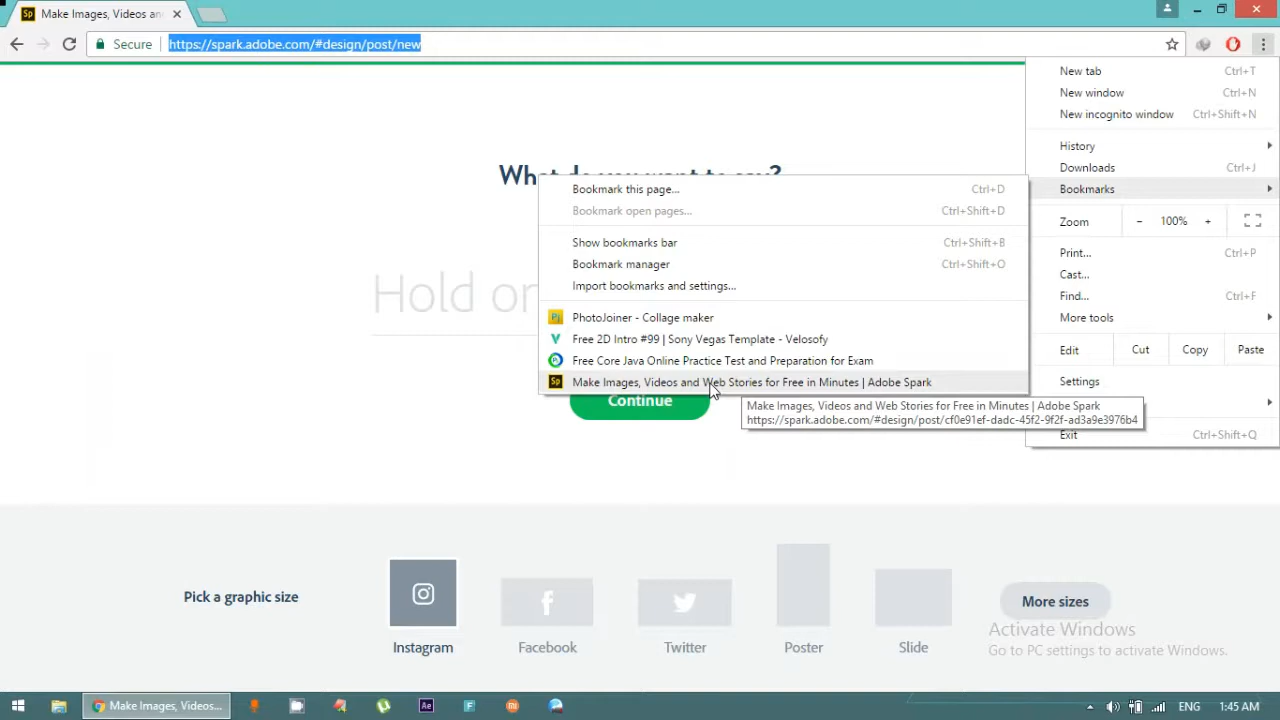 Make Images, Videos and
Secure
https://spark.adobe.com/#design/post/new
New tab Ctrl+T
New window Ctrl+N
New incognito window Ctrl+Shift+N
History
Downloads Ctrl+J
Bookmarks
Zoom - 100% +
Print... Ctrl+P
Cast...
Find... Ctrl+F
More tools
Edit Cut Copy Paste
Settings
Exit Ctrl+Shift+Q
Bookmark this page... Ctrl+D
Bookmark open pages... Ctrl+Shift+D
Show bookmarks bar Ctrl+Shift+B
Bookmark manager Ctrl+Shift+O
Import bookmarks and settings...
PhotoJoiner - Collage maker
Free 2D Intro #99 | Sony Vegas Template - Velosofy
Free Core Java Online Practice Test and Preparation for Exam
Make Images, Videos and Web Stories for Free in Minutes | Adobe Spark
Make Images, Videos and Web Stories for Free in Minutes | Adobe Spark
https://spark.adobe.com/#design/post/cf0e91ef-dadc-45f2-9f2f-ad3a9e3976b4
What do you want to say?
Hold on
Continue
Pick a graphic size
Instagram
Facebook
Twitter
Poster
Slide
More sizes
Activate Windows
Go to PC settings to activate Windows.
Make Images, Videos...
ENG
1:45 AM